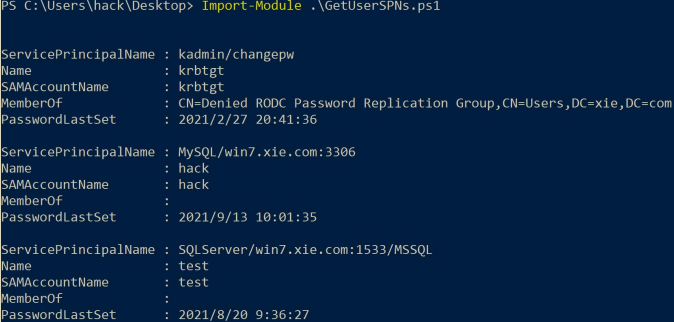 PS C:\Users\hack\Desktop> Import-Module .\GetUserSPNs.ps1
ServicePrincipalName : kadmin/changepw
Name : krbtgt
SAMAccountName : krbtgt
MemberOf : CN=Denied RODC Password Replication Group,CN=Users,DC=xie,DC=com
PasswordLastSet : 2021/2/27 20:41:36
ServicePrincipalName : MySQL/win7.xie.com:3306
Name : hack
SAMAccountName : hack
MemberOf :
PasswordLastSet : 2021/9/13 10:01:35
ServicePrincipalName : SQLServer/win7.xie.com:1533/MSSQL
Name : test
SAMAccountName : test
MemberOf :
PasswordLastSet : 2021/8/20 9:36:27